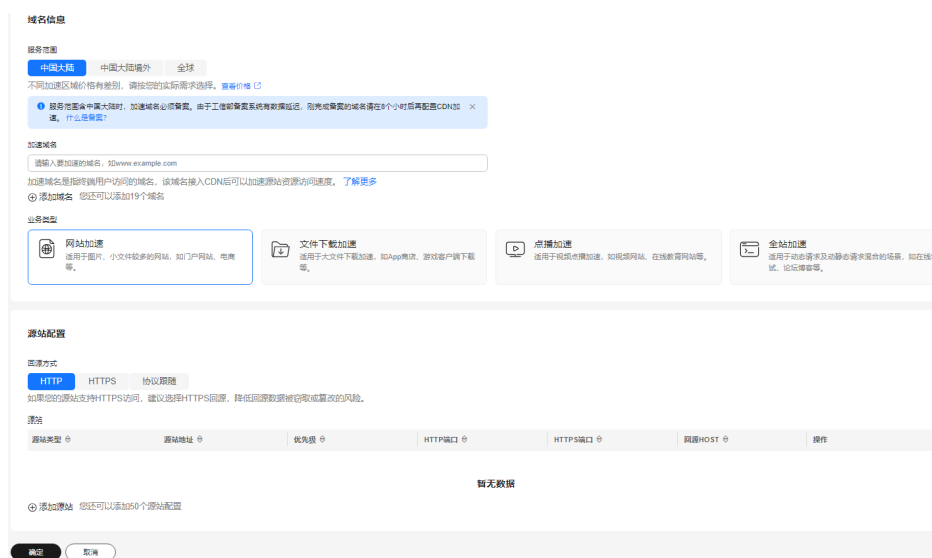 域名信息
服务范围
中国大陆 中国大陆境外 全球
不同加速区域价格有差别，请按您的实际需求选择。查看价格
服务范围含中国大陆时，加速域名必须备案。由于工信部备案系统有数据延迟，刚完成备案的域名请在8个小时后再配置CDN加
速。 什么是备案?
加速域名
请输入要加速的域名，如www.example.com
加速域名是指终端用户访问的域名，该域名接入CDN后可以加速源站资源访问速度。 了解更多
添加域名 您还可以添加19个域名
业务类型
网站加速
适用于图片、小文件较多的网站，如门户网站、电商
等。
文件下载加速
适用于大文件下载加速，如App商店、游戏客户端下载
等。
点播加速
适用于视频点播加速，如视频网站、在线教育网站等。
全站加速
适用于动态请求及动静态请求混合的场景，如在线
试、论坛博客等。
源站配置
回源方式
HTTP HTTPS 协议跟随
如果您的源站支持HTTPS访问，建议选择HTTPS回源，降低回源数据被窃取或篡改的风险。
源站
源站类型 源站地址 优先级 HTTP端口 HTTPS端口 回源HOST 操作
暂无数据
添加源站 您还可以添加50个源站配置
确定 取消